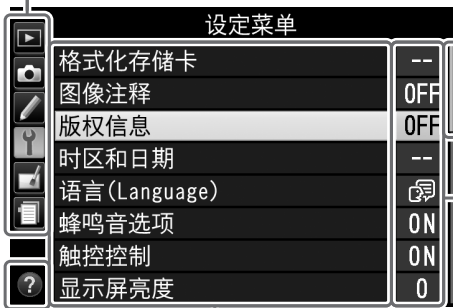 设定菜单
格式化存储卡 --
图像注释 OFF
版权信息 OFF
时区和日期 --
语言(Language)
蜂鸣音选项 ON
触控控制 ON
? 显示屏亮度 0